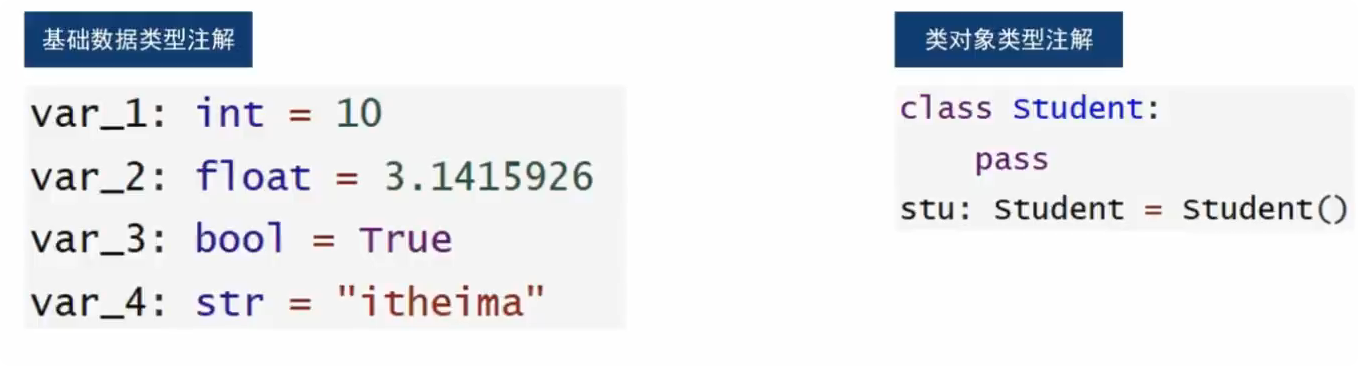 基础数据类型注解
var_1: int = 10
var_2: float = 3.1415926
var_3: bool = True
var_4: str = "itheima"
类对象类型注解
class Student:
    pass
stu: Student = Student()